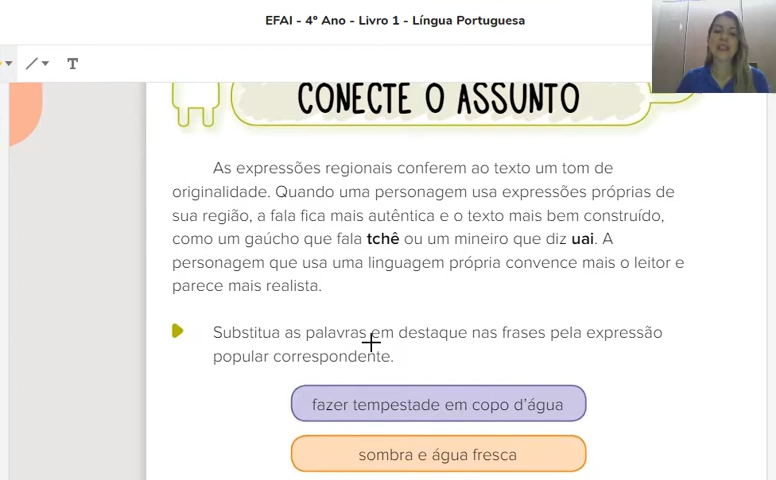 EFAI - 4º Ano - Livro 1 - Língua Portuguesa
T
CONECTE O ASSUNTO
As expressões regionais conferem ao texto um tom de
originalidade. Quando uma personagem usa expressões próprias de
sua região, a fala fica mais autêntica e o texto mais bem construído,
como um gaúcho que fala tchê ou um mineiro que diz uai. A
personagem que usa uma linguagem própria convence mais o leitor e
parece mais realista.
Substitua as palavras em destaque nas frases pela expressão
popular correspondente.
fazer tempestade em copo d'água
sombra e água fresca